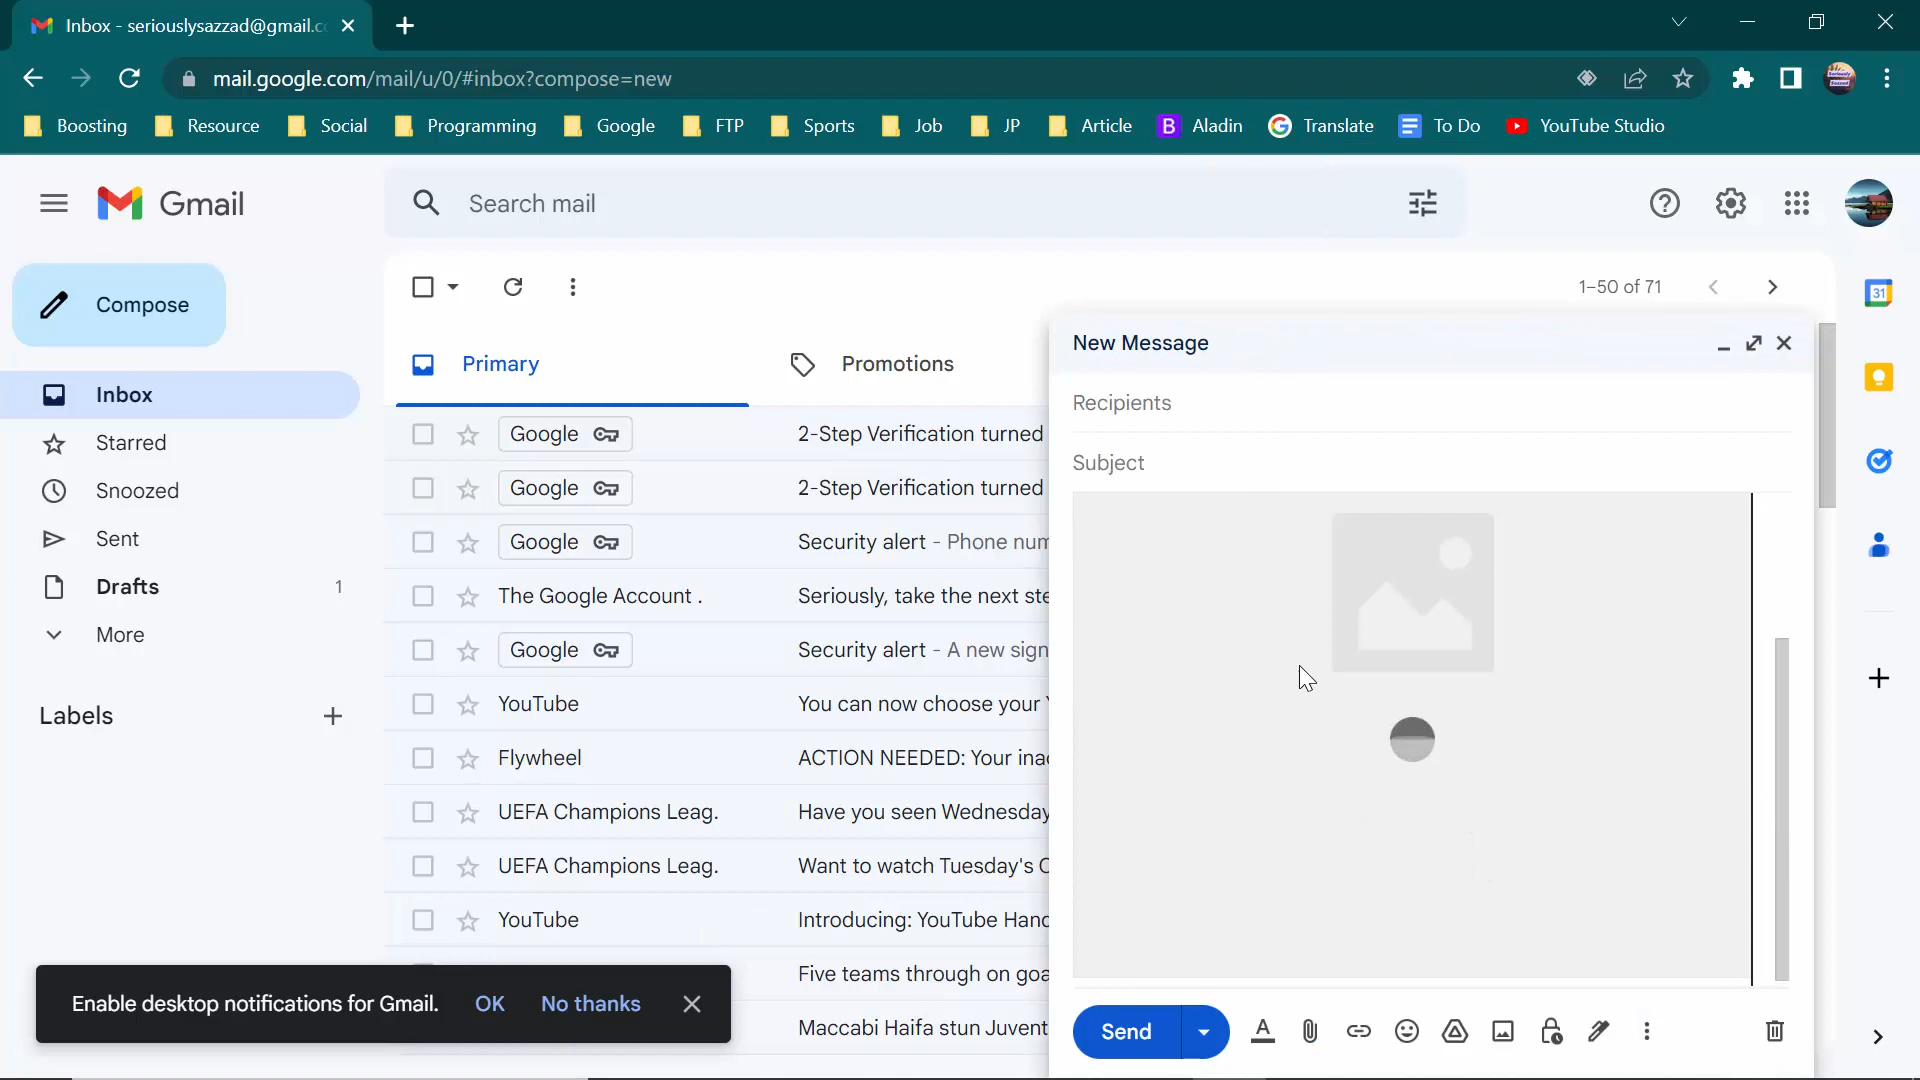 Inbox - seriouslysazzad@gmail.c
mail.google.com/mail/u/0/#inbox?compose=new
Boosting Resource Social Programming Google FTP Sports Job JP Article B Aladin G Translate To Do YouTube Studio
Gmail
Search mail
Compose
1–50 of 71
31
New Message
Primary
Promotions
Recipients
Inbox
Google 2-Step Verification turned
Starred
Subject
Google 2-Step Verification turned
Snoozed
Google Security alert - Phone num
Sent
Drafts 1
The Google Account . Seriously, take the next ste
More
Google Security alert - A new sign
Labels
YouTube You can now choose your
Flywheel ACTION NEEDED: Your ina
UEFA Champions Leag. Have you seen Wednesday
UEFA Champions Leag. Want to watch Tuesday's C
YouTube Introducing: YouTube Hand
Five teams through on goa
Enable desktop notifications for Gmail. OK No thanks
Maccabi Haifa stun Juvent
Send